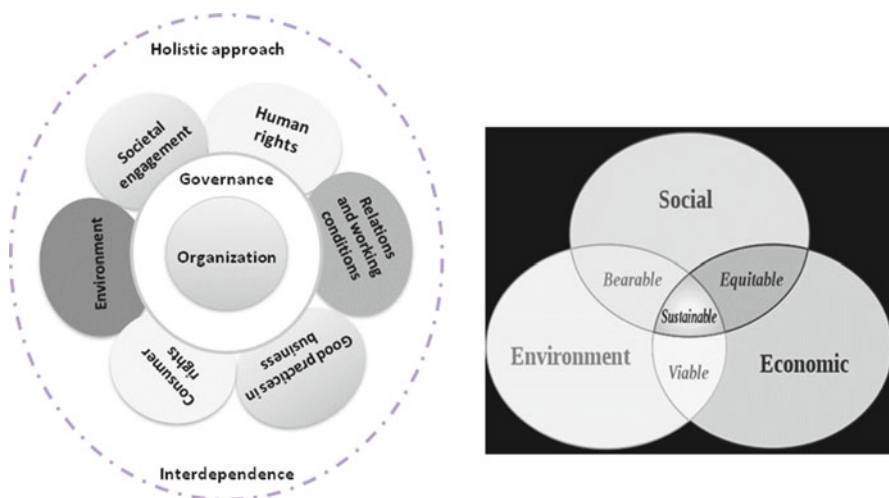 Holistic approach
Societal
engagement
Human
rights
Governance
Organization
Relations
and working
conditions
Environment
Consumer
rights
Good practices in
business
Interdependence
Social
Bearable
Equitable
Sustainable
Environment
Viable
Economic